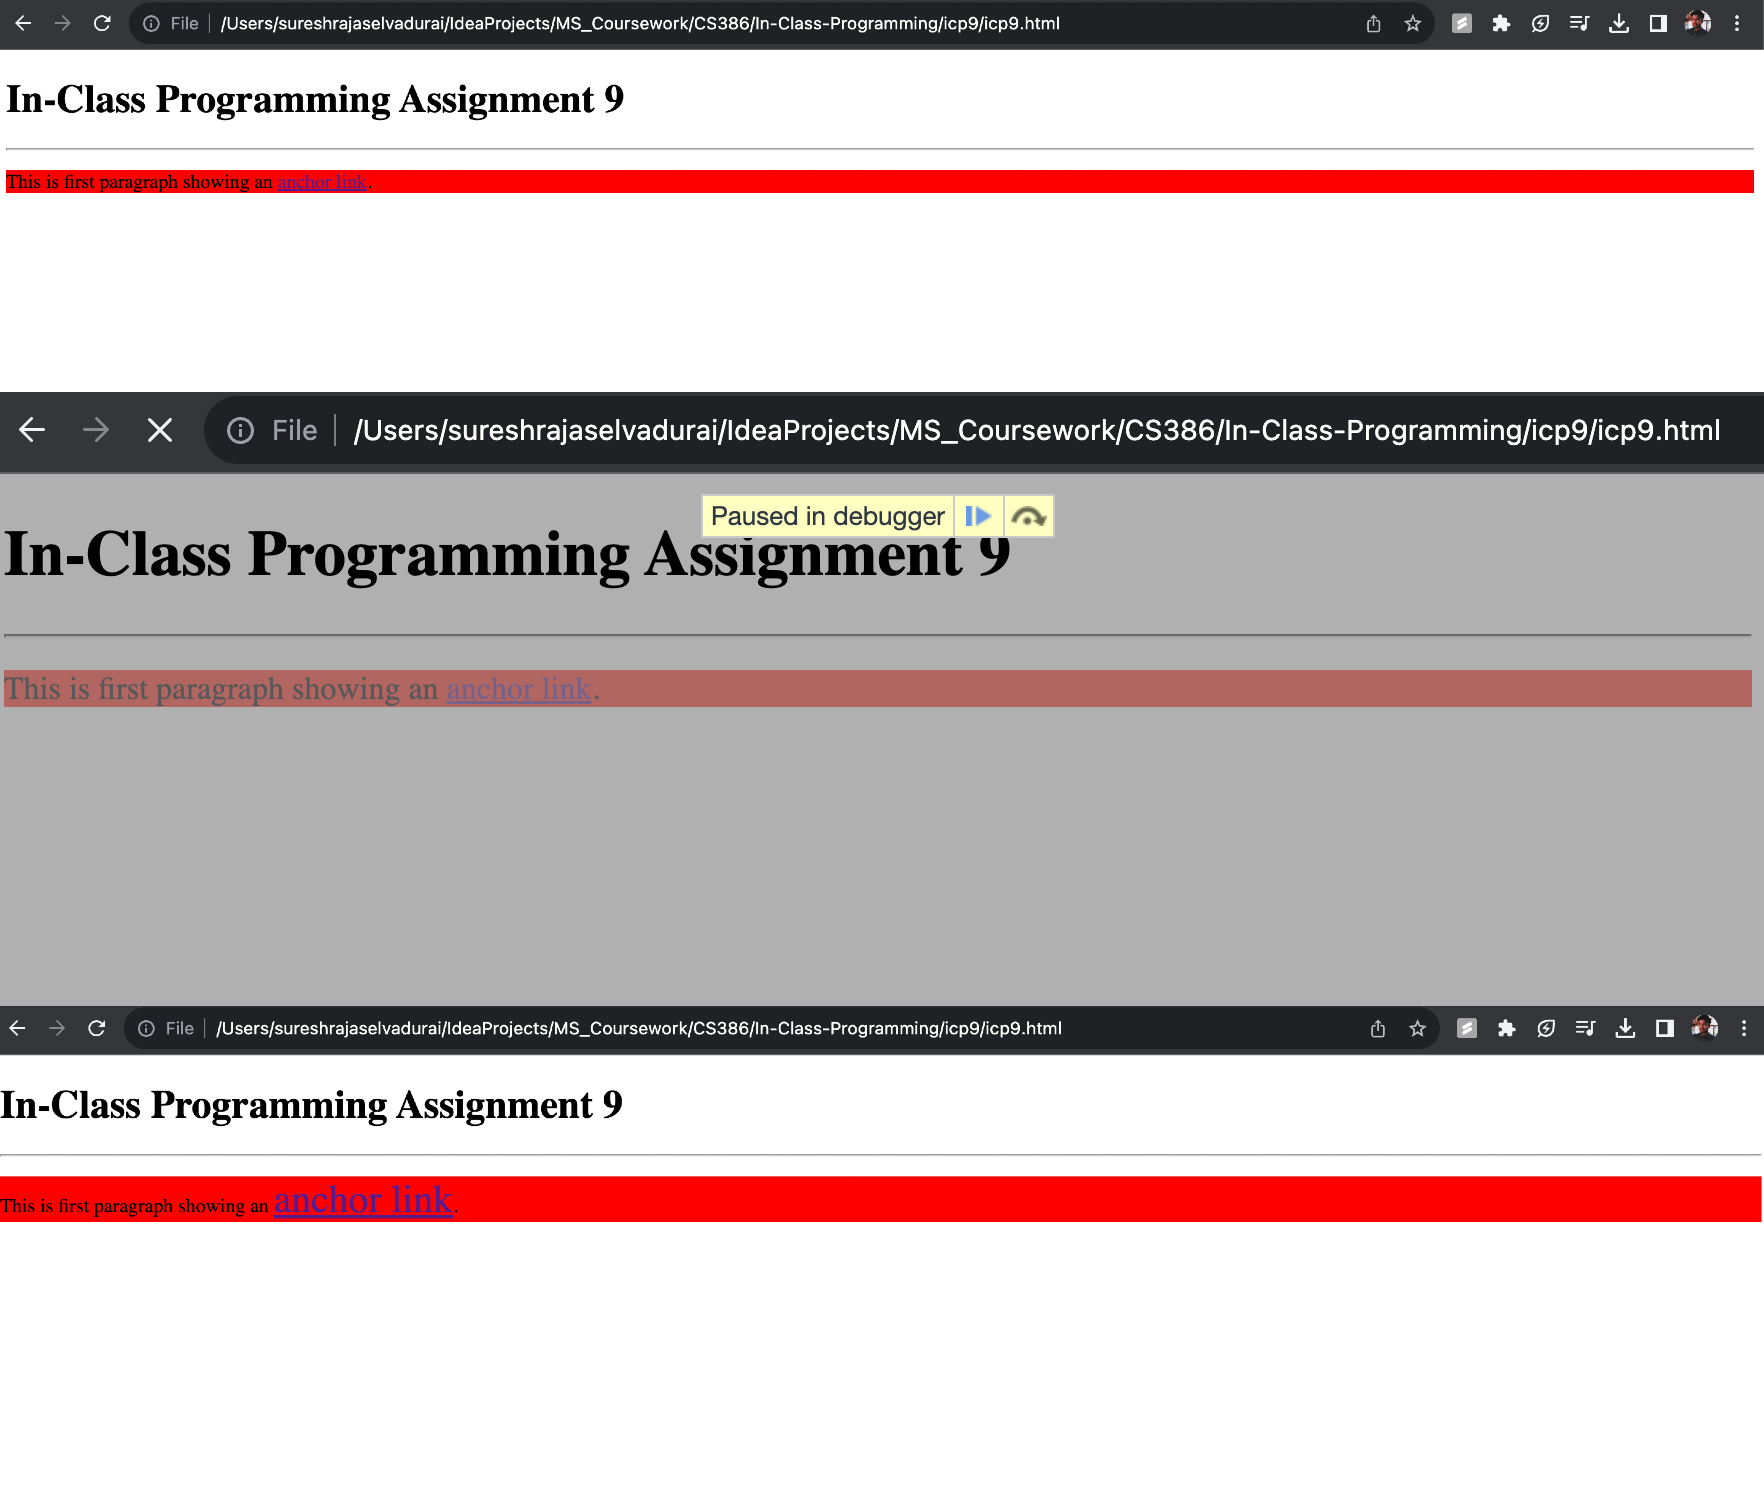 File /Users/sureshrajaselvadurai/IdeaProjects/MS_Coursework/CS386/In-Class-Programming/icp9/icp9.html
In-Class Programming Assignment 9
This is first paragraph showing an anchor link.
File /Users/sureshrajaselvadurai/IdeaProjects/MS_Coursework/CS386/In-Class-Programming/icp9/icp9.html
Paused in debugger
In-Class Programming Assignment 9
This is first paragraph showing an anchor link.
File /Users/sureshrajaselvadurai/IdeaProjects/MS_Coursework/CS386/In-Class-Programming/icp9/icp9.html
In-Class Programming Assignment 9
This is first paragraph showing an anchor link.